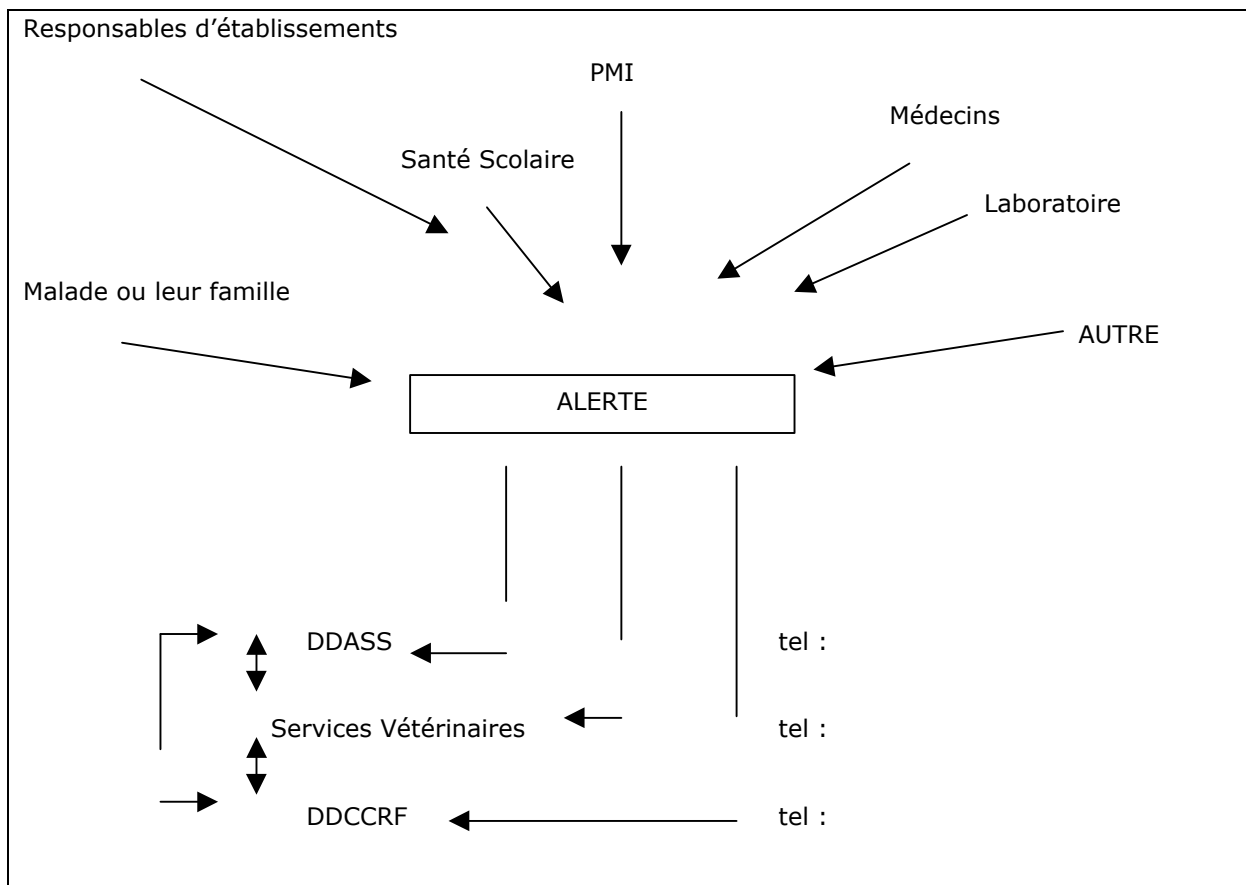 Responsables d’établissements
PMI
Médecins
Santé Scolaire
Laboratoire
Malade ou leur famille
AUTRE
ALERTE
DDASS tel :
Services Vétérinaires tel :
DDCCRF tel :